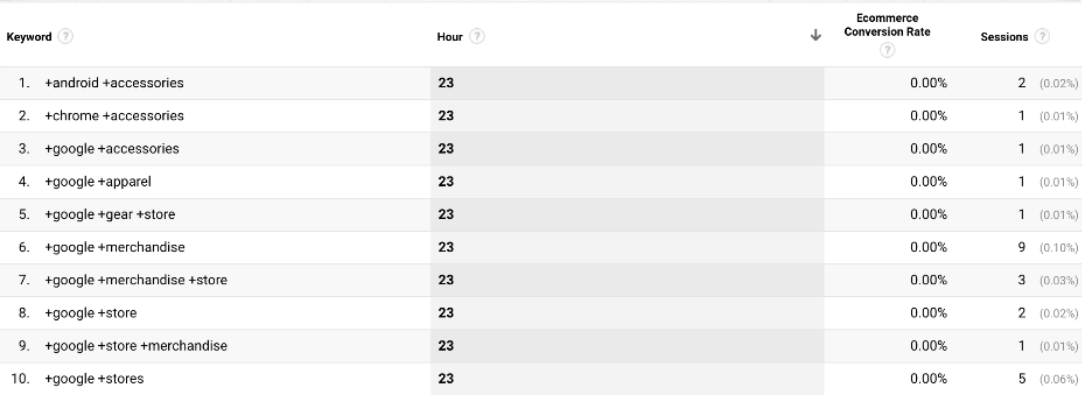 Keyword ? Hour ? Ecommerce Conversion Rate ? Sessions ?
1. +android +accessories 23 0.00% 2 (0.02%)
2. +chrome +accessories 23 0.00% 1 (0.01%)
3. +google +accessories 23 0.00% 1 (0.01%)
4. +google +apparel 23 0.00% 1 (0.01%)
5. +google +gear +store 23 0.00% 1 (0.01%)
6. +google +merchandise 23 0.00% 9 (0.10%)
7. +google +merchandise +store 23 0.00% 3 (0.03%)
8. +google +store 23 0.00% 2 (0.02%)
9. +google +store +merchandise 23 0.00% 1 (0.01%)
10. +google +stores 23 0.00% 5 (0.06%)